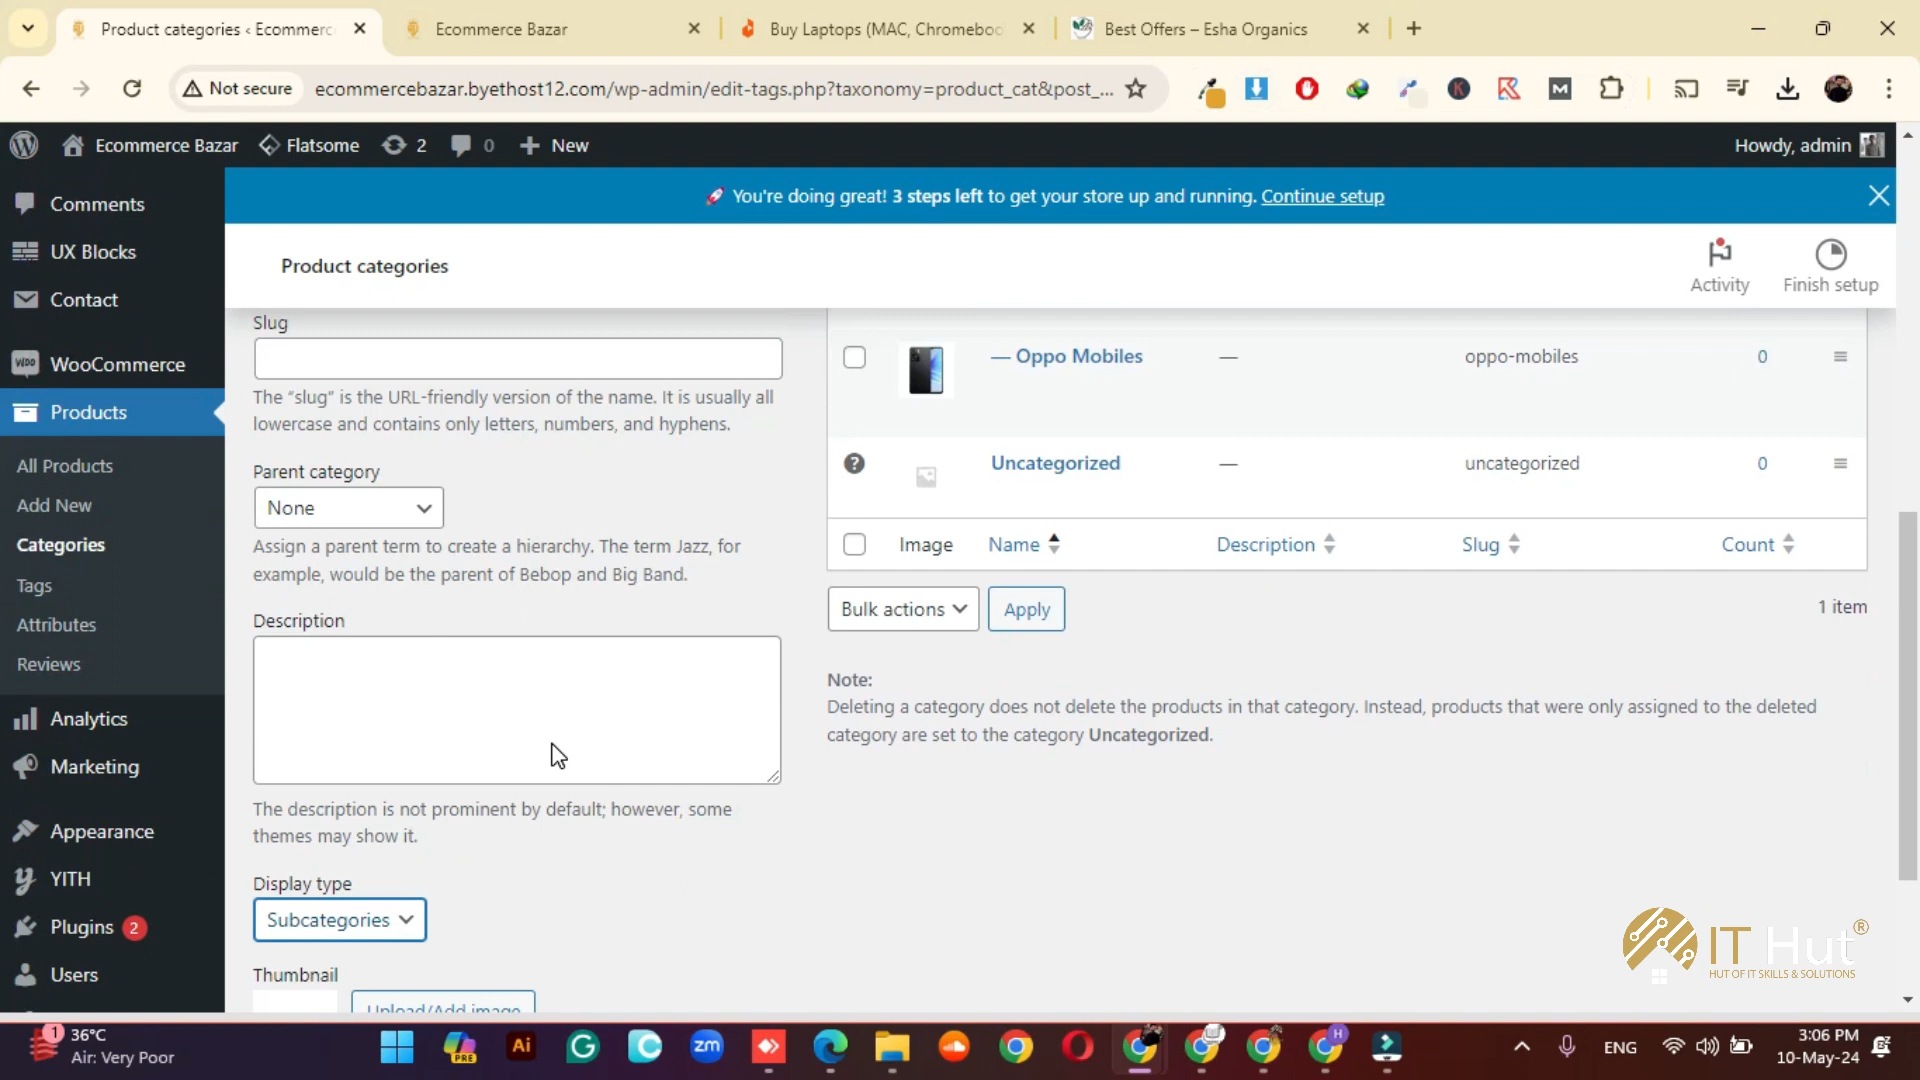 Product categories ‹ Ecommerc
Ecommerce Bazar
Buy Laptops (MAC, Chromeboo
Best Offers – Esha Organics
Not secure
ecommercebazar.byethost12.com/wp-admin/edit-tags.php?taxonomy=product_cat&post_...
Ecommerce Bazar
Flatsome
2
0
New
Howdy, admin
Comments
UX Blocks
Contact
WooCommerce
Products
All Products
Add New
Categories
Tags
Attributes
Reviews
Analytics
Marketing
Appearance
YITH
Plugins 2
Users
You're doing great! 3 steps left to get your store up and running. Continue setup
Product categories
Activity
Finish setup
Slug
The “slug” is the URL-friendly version of the name. It is usually all
lowercase and contains only letters, numbers, and hyphens.
Parent category
None
Assign a parent term to create a hierarchy. The term Jazz, for
example, would be the parent of Bebop and Big Band.
Description
The description is not prominent by default; however, some
themes may show it.
Display type
Subcategories
Thumbnail
Upload/Add image
— Oppo Mobiles — oppo-mobiles 0
Uncategorized — uncategorized 0
Image Name Description Slug Count
Bulk actions
Apply
1 item
Note:
Deleting a category does not delete the products in that category. Instead, products that were only assigned to the deleted
category are set to the category Uncategorized.
IT Hut®
HUT OF IT SKILLS & SOLUTIONS
1
36°C
Air: Very Poor
PRE
Ai
zm
H
ENG
3:06 PM
10-May-24